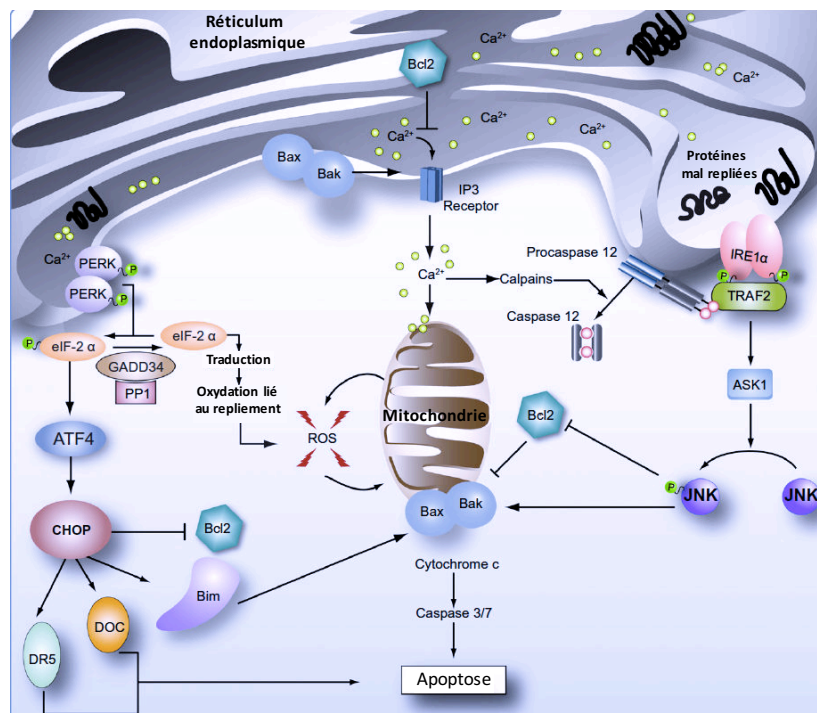 Réticulum
endoplasmique
Bcl2
Ca²⁺
Ca²⁺
Ca²⁺
Ca²⁺
Ca²⁺
Bax
Bak
IP3
Receptor
Protéines
mal repliées
Ca²⁺
PERK
P
PERK
P
Procaspase 12
IRE1α
P
P
TRAF2
Ca²⁺
Calpains
Caspase 12
P
eIF-2 α
eIF-2 α
GADD34
PP1
Traduction
Oxydation lié
au repliement
ROS
Mitochondrie
Bcl2
ASK1
ATF4
P
JNK
JNK
CHOP
Bcl2
Bax
Bak
Bim
Cytochrome c
DOC
Caspase 3/7
DR5
Apoptose